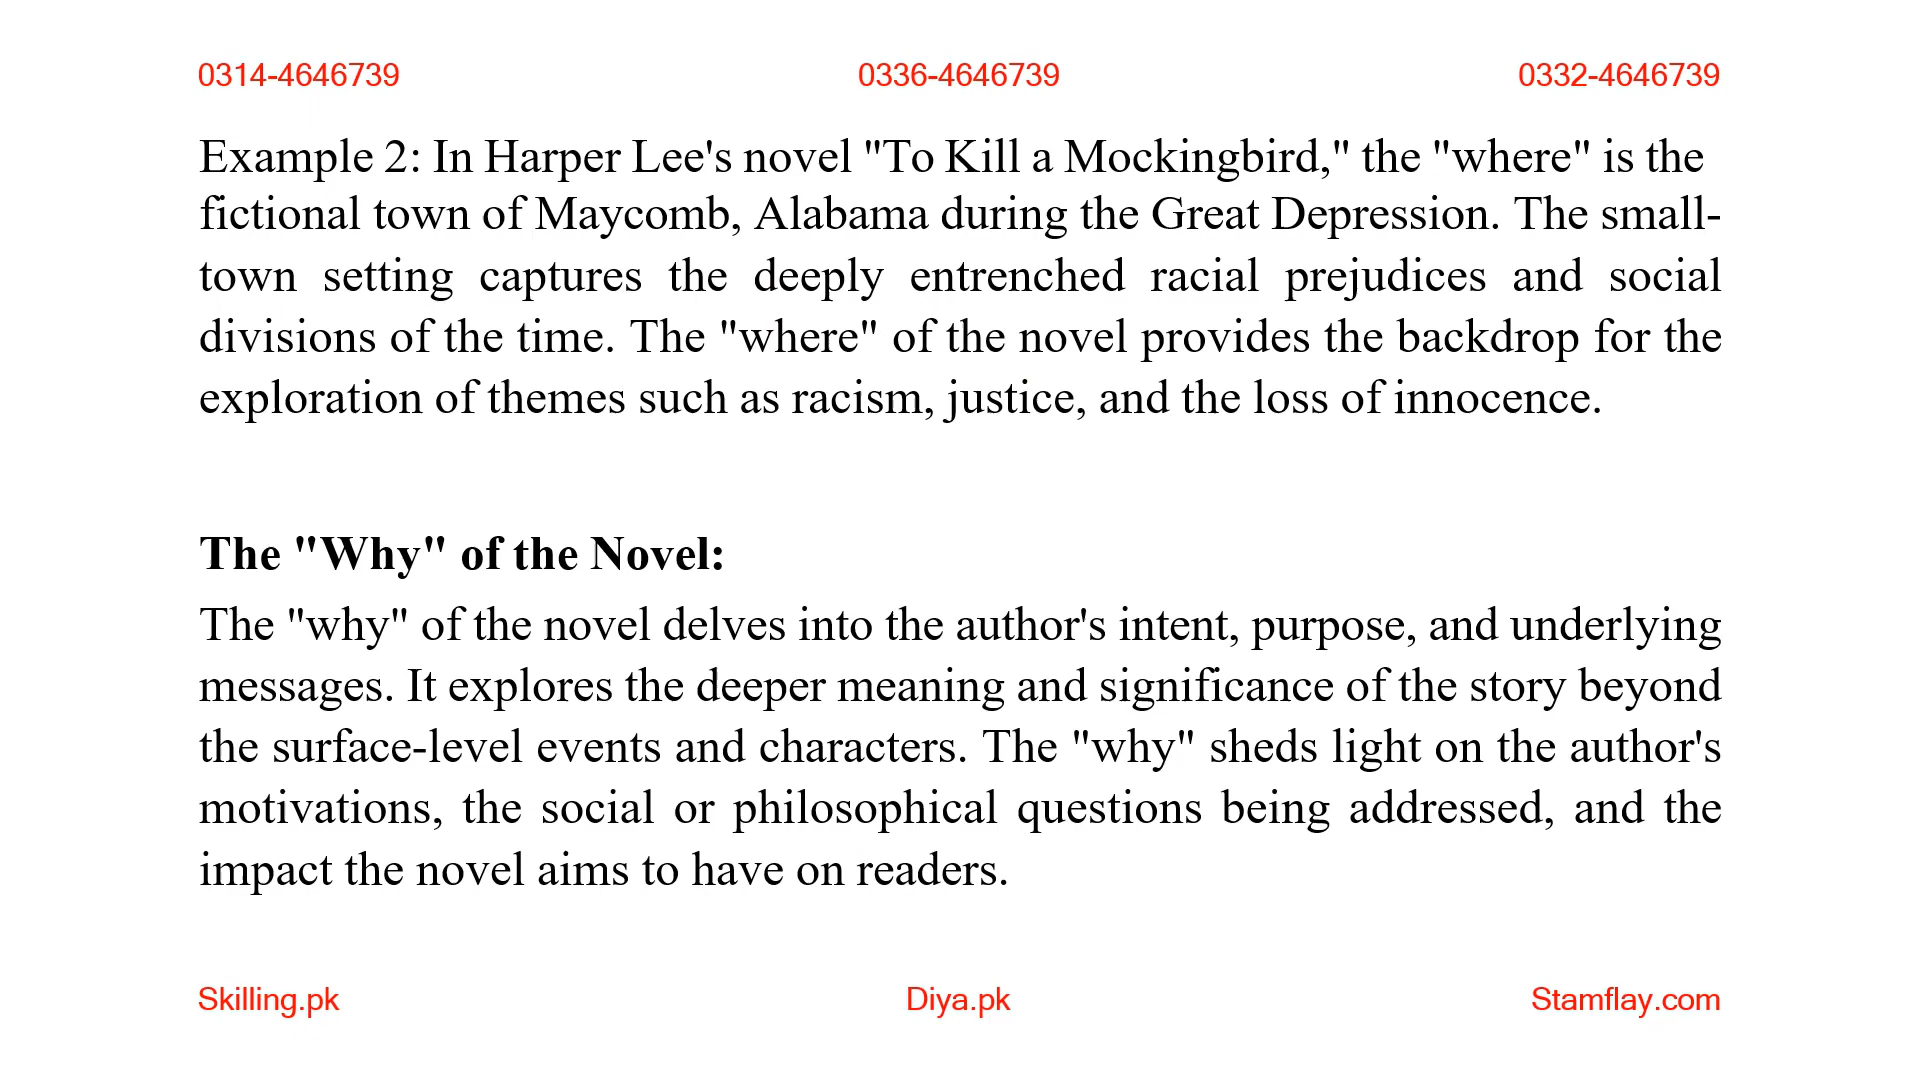 0314-4646739 0336-4646739 0332-4646739
Example 2: In Harper Lee's novel "To Kill a Mockingbird," the "where" is the
fictional town of Maycomb, Alabama during the Great Depression. The small-
town setting captures the deeply entrenched racial prejudices and social
divisions of the time. The "where" of the novel provides the backdrop for the
exploration of themes such as racism, justice, and the loss of innocence.
The "Why" of the Novel:
The "why" of the novel delves into the author's intent, purpose, and underlying
messages. It explores the deeper meaning and significance of the story beyond
the surface-level events and characters. The "why" sheds light on the author's
motivations, the social or philosophical questions being addressed, and the
impact the novel aims to have on readers.
Skilling.pk Diya.pk Stamflay.com